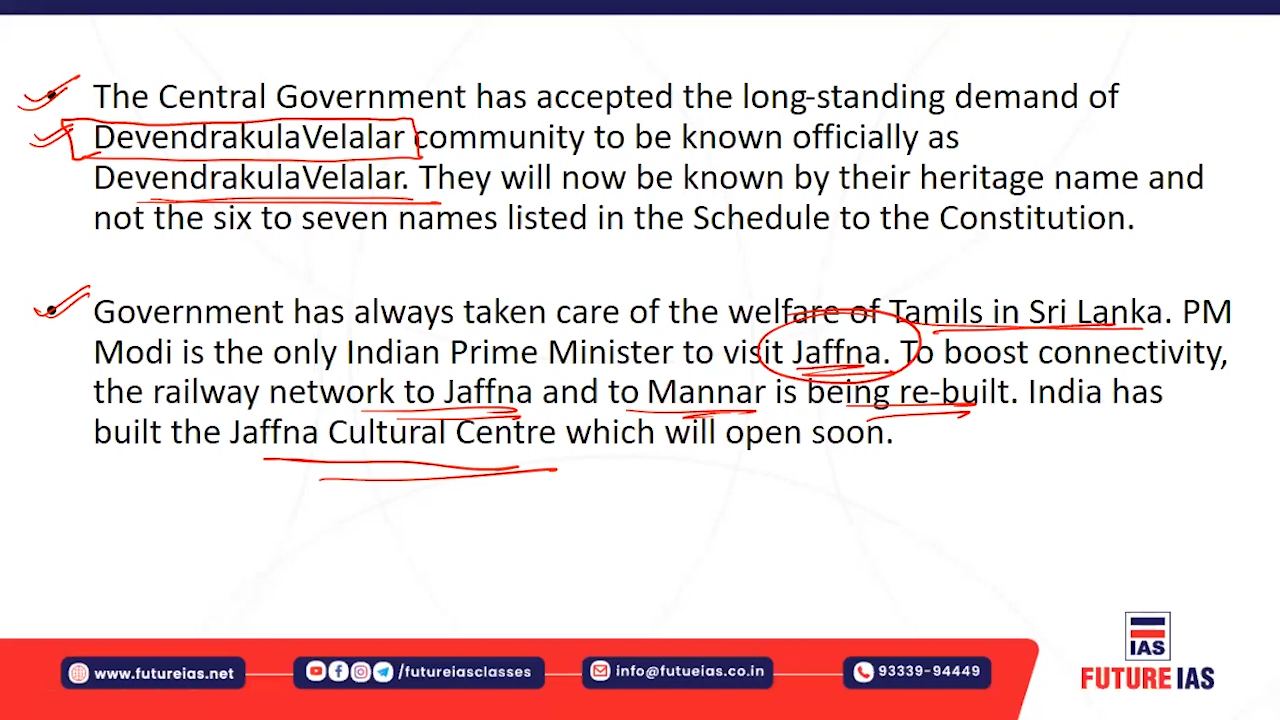 The Central Government has accepted the long-standing demand of
DevendrakulaVelalar community to be known officially as
DevendrakulaVelalar. They will now be known by their heritage name and
not the six to seven names listed in the Schedule to the Constitution.
Government has always taken care of the welfare of Tamils in Sri Lanka. PM
Modi is the only Indian Prime Minister to visit Jaffna. To boost connectivity,
the railway network to Jaffna and to Mannar is being re-built. India has
built the Jaffna Cultural Centre which will open soon.
IAS
www.futureias.net
/futureiasclasses
info@futueias.co.in
93339-94449
FUTURE IAS